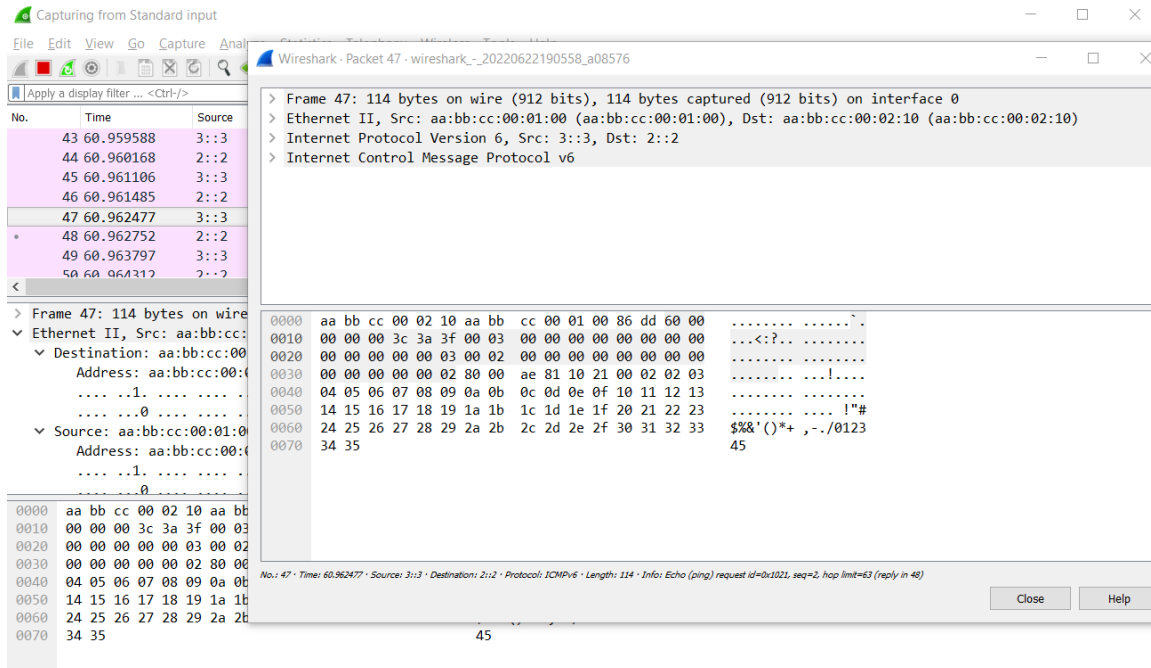 Capturing from Standard input
File Edit View Go Capture
Apply a display filter ... <Ctrl-/>
No. Time Source
43 60.959588 3::3
44 60.960168 2::2
45 60.961106 3::3
46 60.961485 2::2
47 60.962477 3::3
48 60.962752 2::2
49 60.963797 3::3
50 60.964312 2::2
Frame 47: 114 bytes on wire
Ethernet II, Src: aa:bb:cc:
Destination: aa:bb:cc:00
Address: aa:bb:cc:00:
.... ..1. .... .... .
.... ...0 .... .... .
Source: aa:bb:cc:00:01:0
Address: aa:bb:cc:00:
.... ..1. .... .... .
.... ...0 .... .... .
0000 aa bb cc 00 02 10 aa bb
0010 00 00 00 3c 3a 3f 00 03
0020 00 00 00 00 00 03 00 02
0030 00 00 00 00 00 02 80 00
0040 04 05 06 07 08 09 0a 0b
0050 14 15 16 17 18 19 1a 1b
0060 24 25 26 27 28 29 2a 2b
0070 34 35 45
Wireshark · Packet 47 · wireshark_-_20220622190558_a08576
Frame 47: 114 bytes on wire (912 bits), 114 bytes captured (912 bits) on interface 0
Ethernet II, Src: aa:bb:cc:00:01:00 (aa:bb:cc:00:01:00), Dst: aa:bb:cc:00:02:10 (aa:bb:cc:00:02:10)
Internet Protocol Version 6, Src: 3::3, Dst: 2::2
Internet Control Message Protocol v6
0000 aa bb cc 00 02 10 aa bb cc 00 01 00 86 dd 60 00 ........ ......`.
0010 00 00 00 3c 3a 3f 00 03 00 00 00 00 00 00 00 00 ...<:?.. ........
0020 00 00 00 00 00 03 00 02 00 00 00 00 00 00 00 00 ........ ........
0030 00 00 00 00 00 02 80 00 ae 81 10 21 00 02 02 03 ........ ...!....
0040 04 05 06 07 08 09 0a 0b 0c 0d 0e 0f 10 11 12 13 ........ ........
0050 14 15 16 17 18 19 1a 1b 1c 1d 1e 1f 20 21 22 23 ........ .... !"#
0060 24 25 26 27 28 29 2a 2b 2c 2d 2e 2f 30 31 32 33 $%&'()*+ ,-./0123
0070 34 35 45
No.: 47 · Time: 60.962477 · Source: 3::3 · Destination: 2::2 · Protocol: ICMPv6 · Length: 114 · Info: Echo (ping) request id=0x1021, seq=2, hop limit=63 (reply in 48)
Close Help